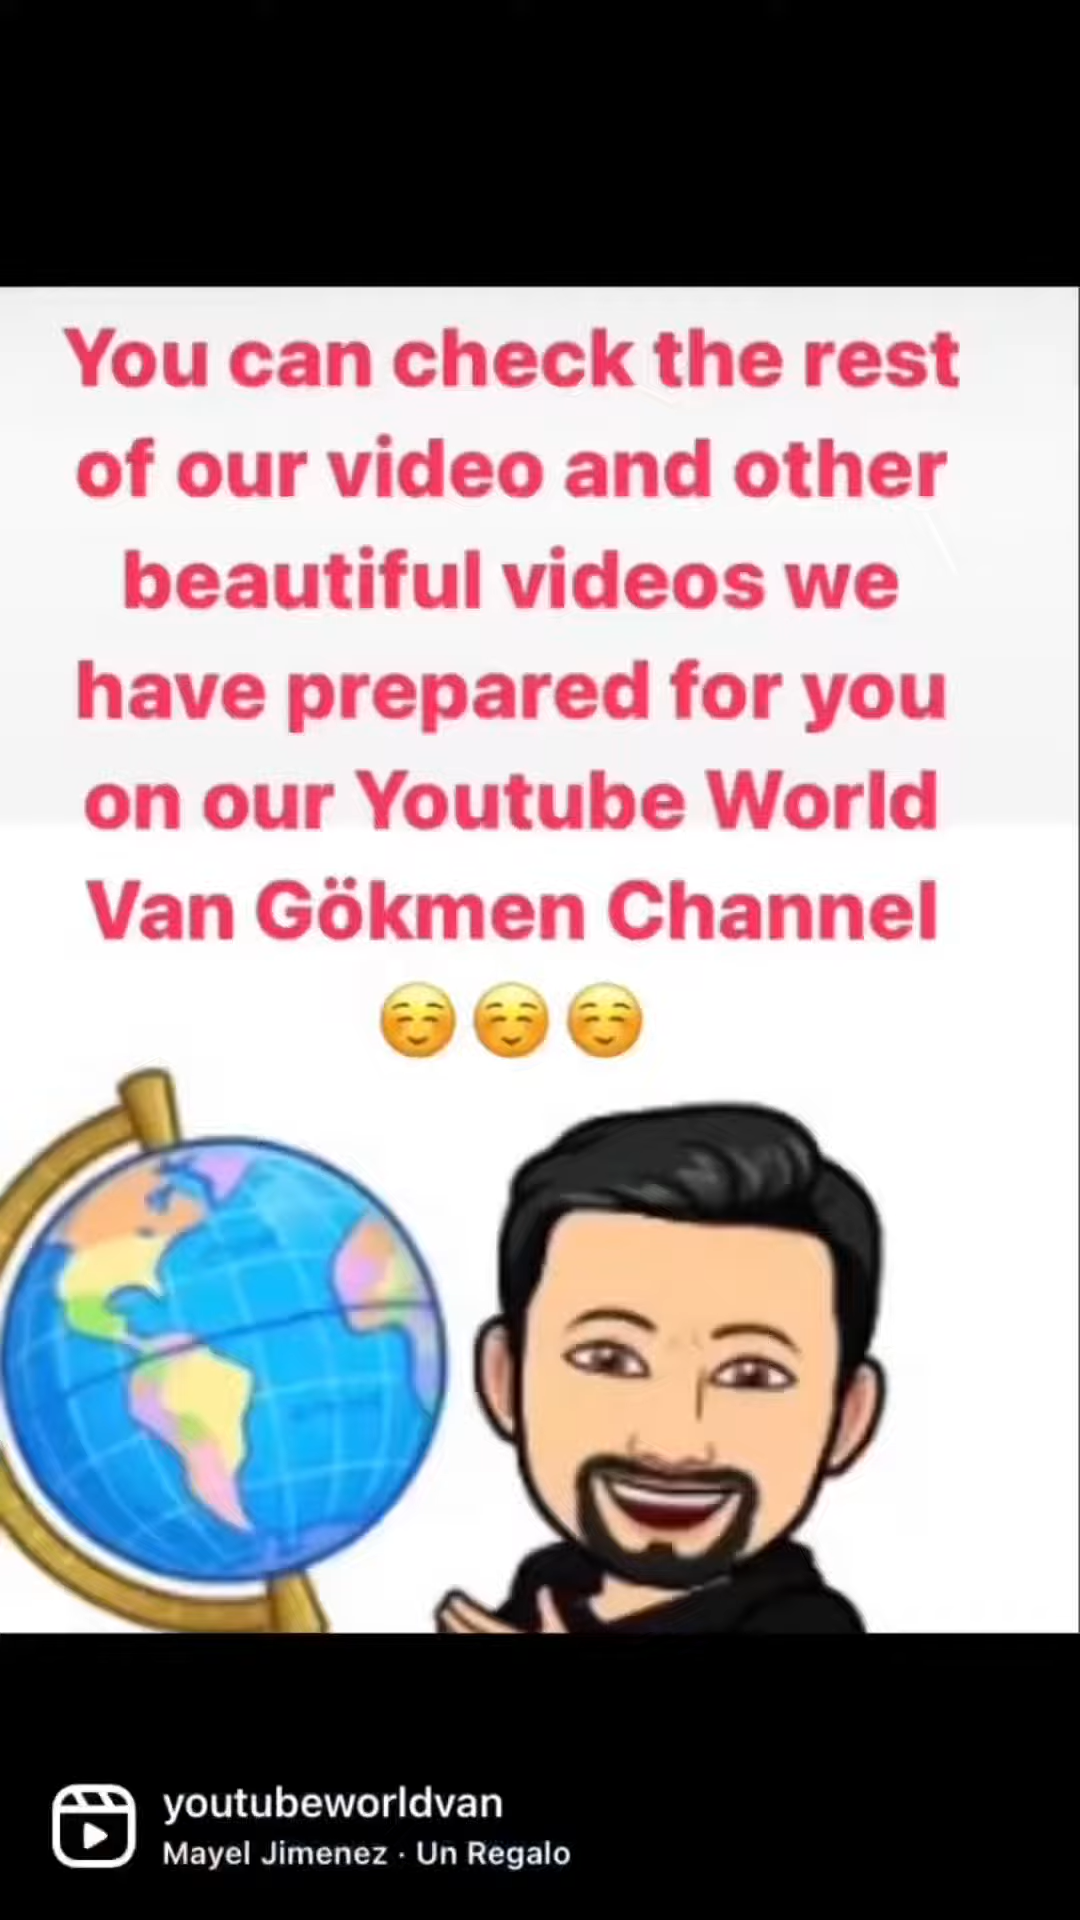 You can check the rest
of our video and other
beautiful videos we
have prepared for you
on our Youtube World
Van Gökmen Channel
☺️☺️☺️
youtubeworldvan
Mayel Jimenez · Un Regalo